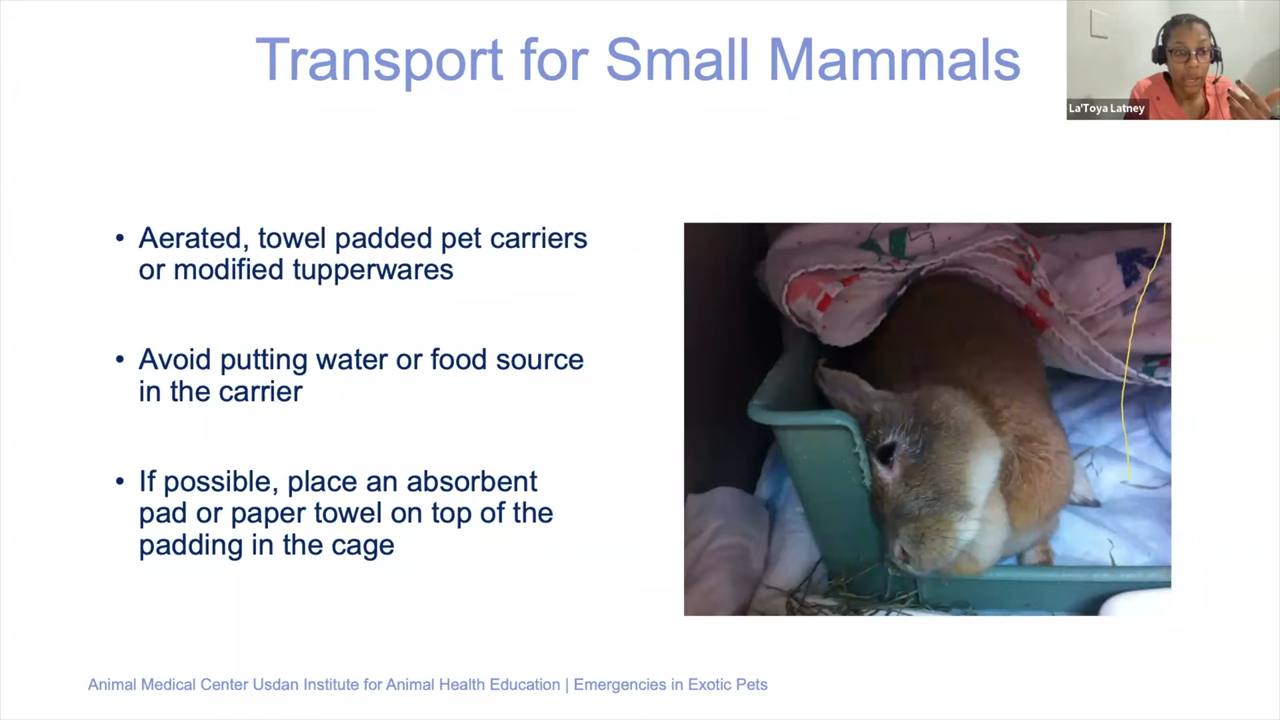 Transport for Small Mammals
La'Toya Latney
• Aerated, towel padded pet carriers
or modified tupperwares
• Avoid putting water or food source
in the carrier
• If possible, place an absorbent
pad or paper towel on top of the
padding in the cage
Animal Medical Center Usdan Institute for Animal Health Education | Emergencies in Exotic Pets